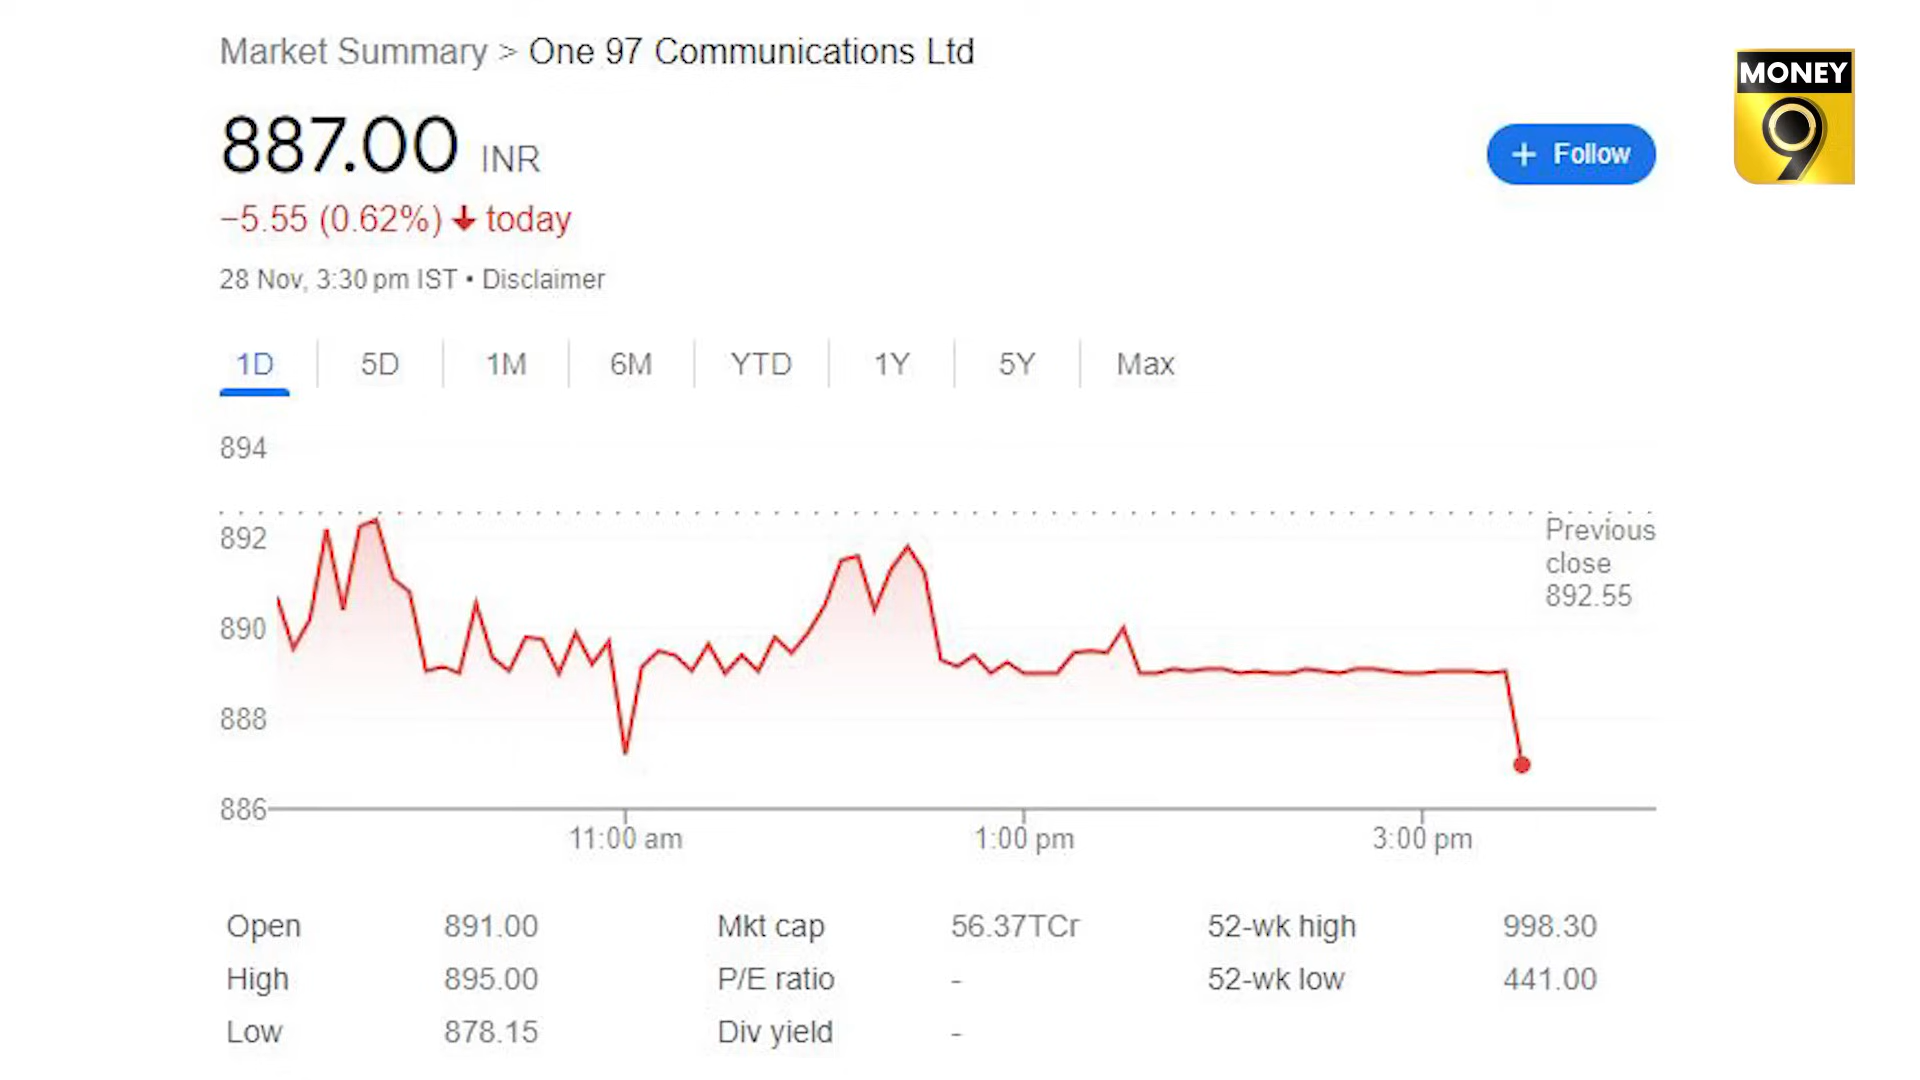 Market Summary > One 97 Communications Ltd
MONEY
9
887.00 INR
+ Follow
−5.55 (0.62%) ↓ today
28 Nov, 3:30 pm IST • Disclaimer
1D 5D 1M 6M YTD 1Y 5Y Max
894
892
Previous
close
892.55
890
888
886
11:00 am 1:00 pm 3:00 pm
Open 891.00 Mkt cap 56.37TCr 52-wk high 998.30
High 895.00 P/E ratio - 52-wk low 441.00
Low 878.15 Div yield -